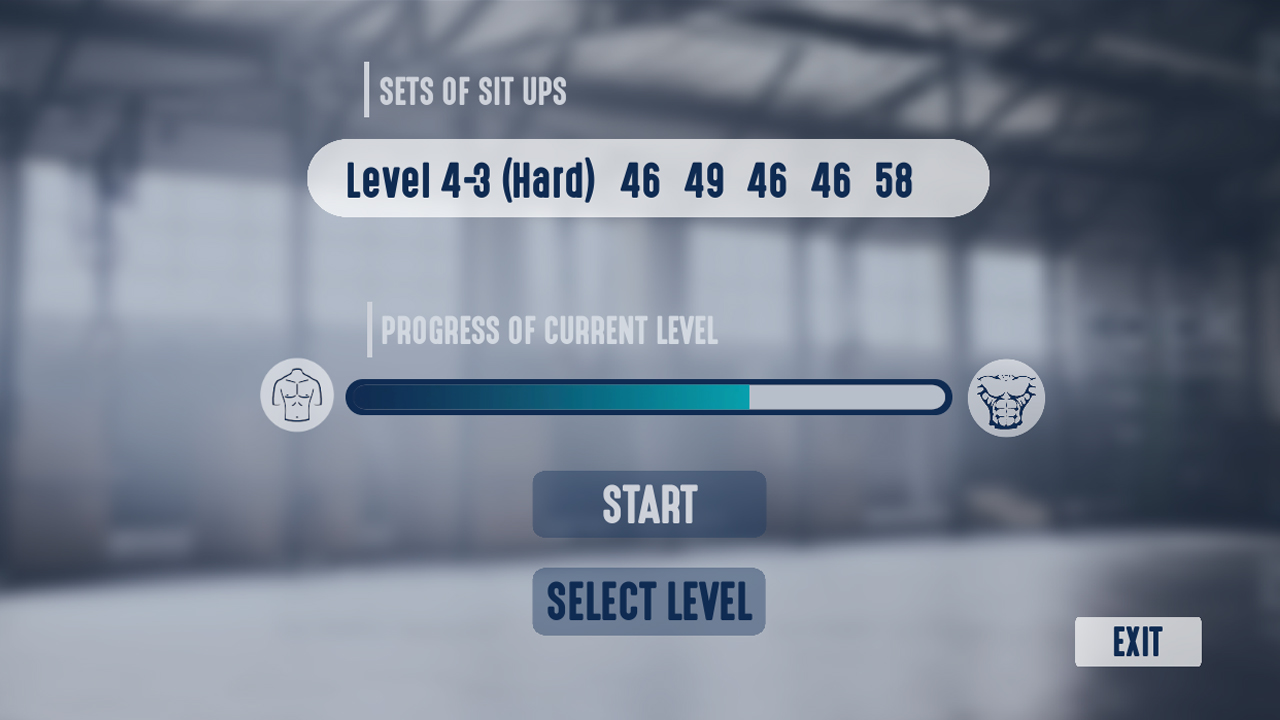 SETS OF SIT UPS
Level 4-3 (Hard) 46 49 46 46 58
PROGRESS OF CURRENT LEVEL
START
SELECT LEVEL
EXIT